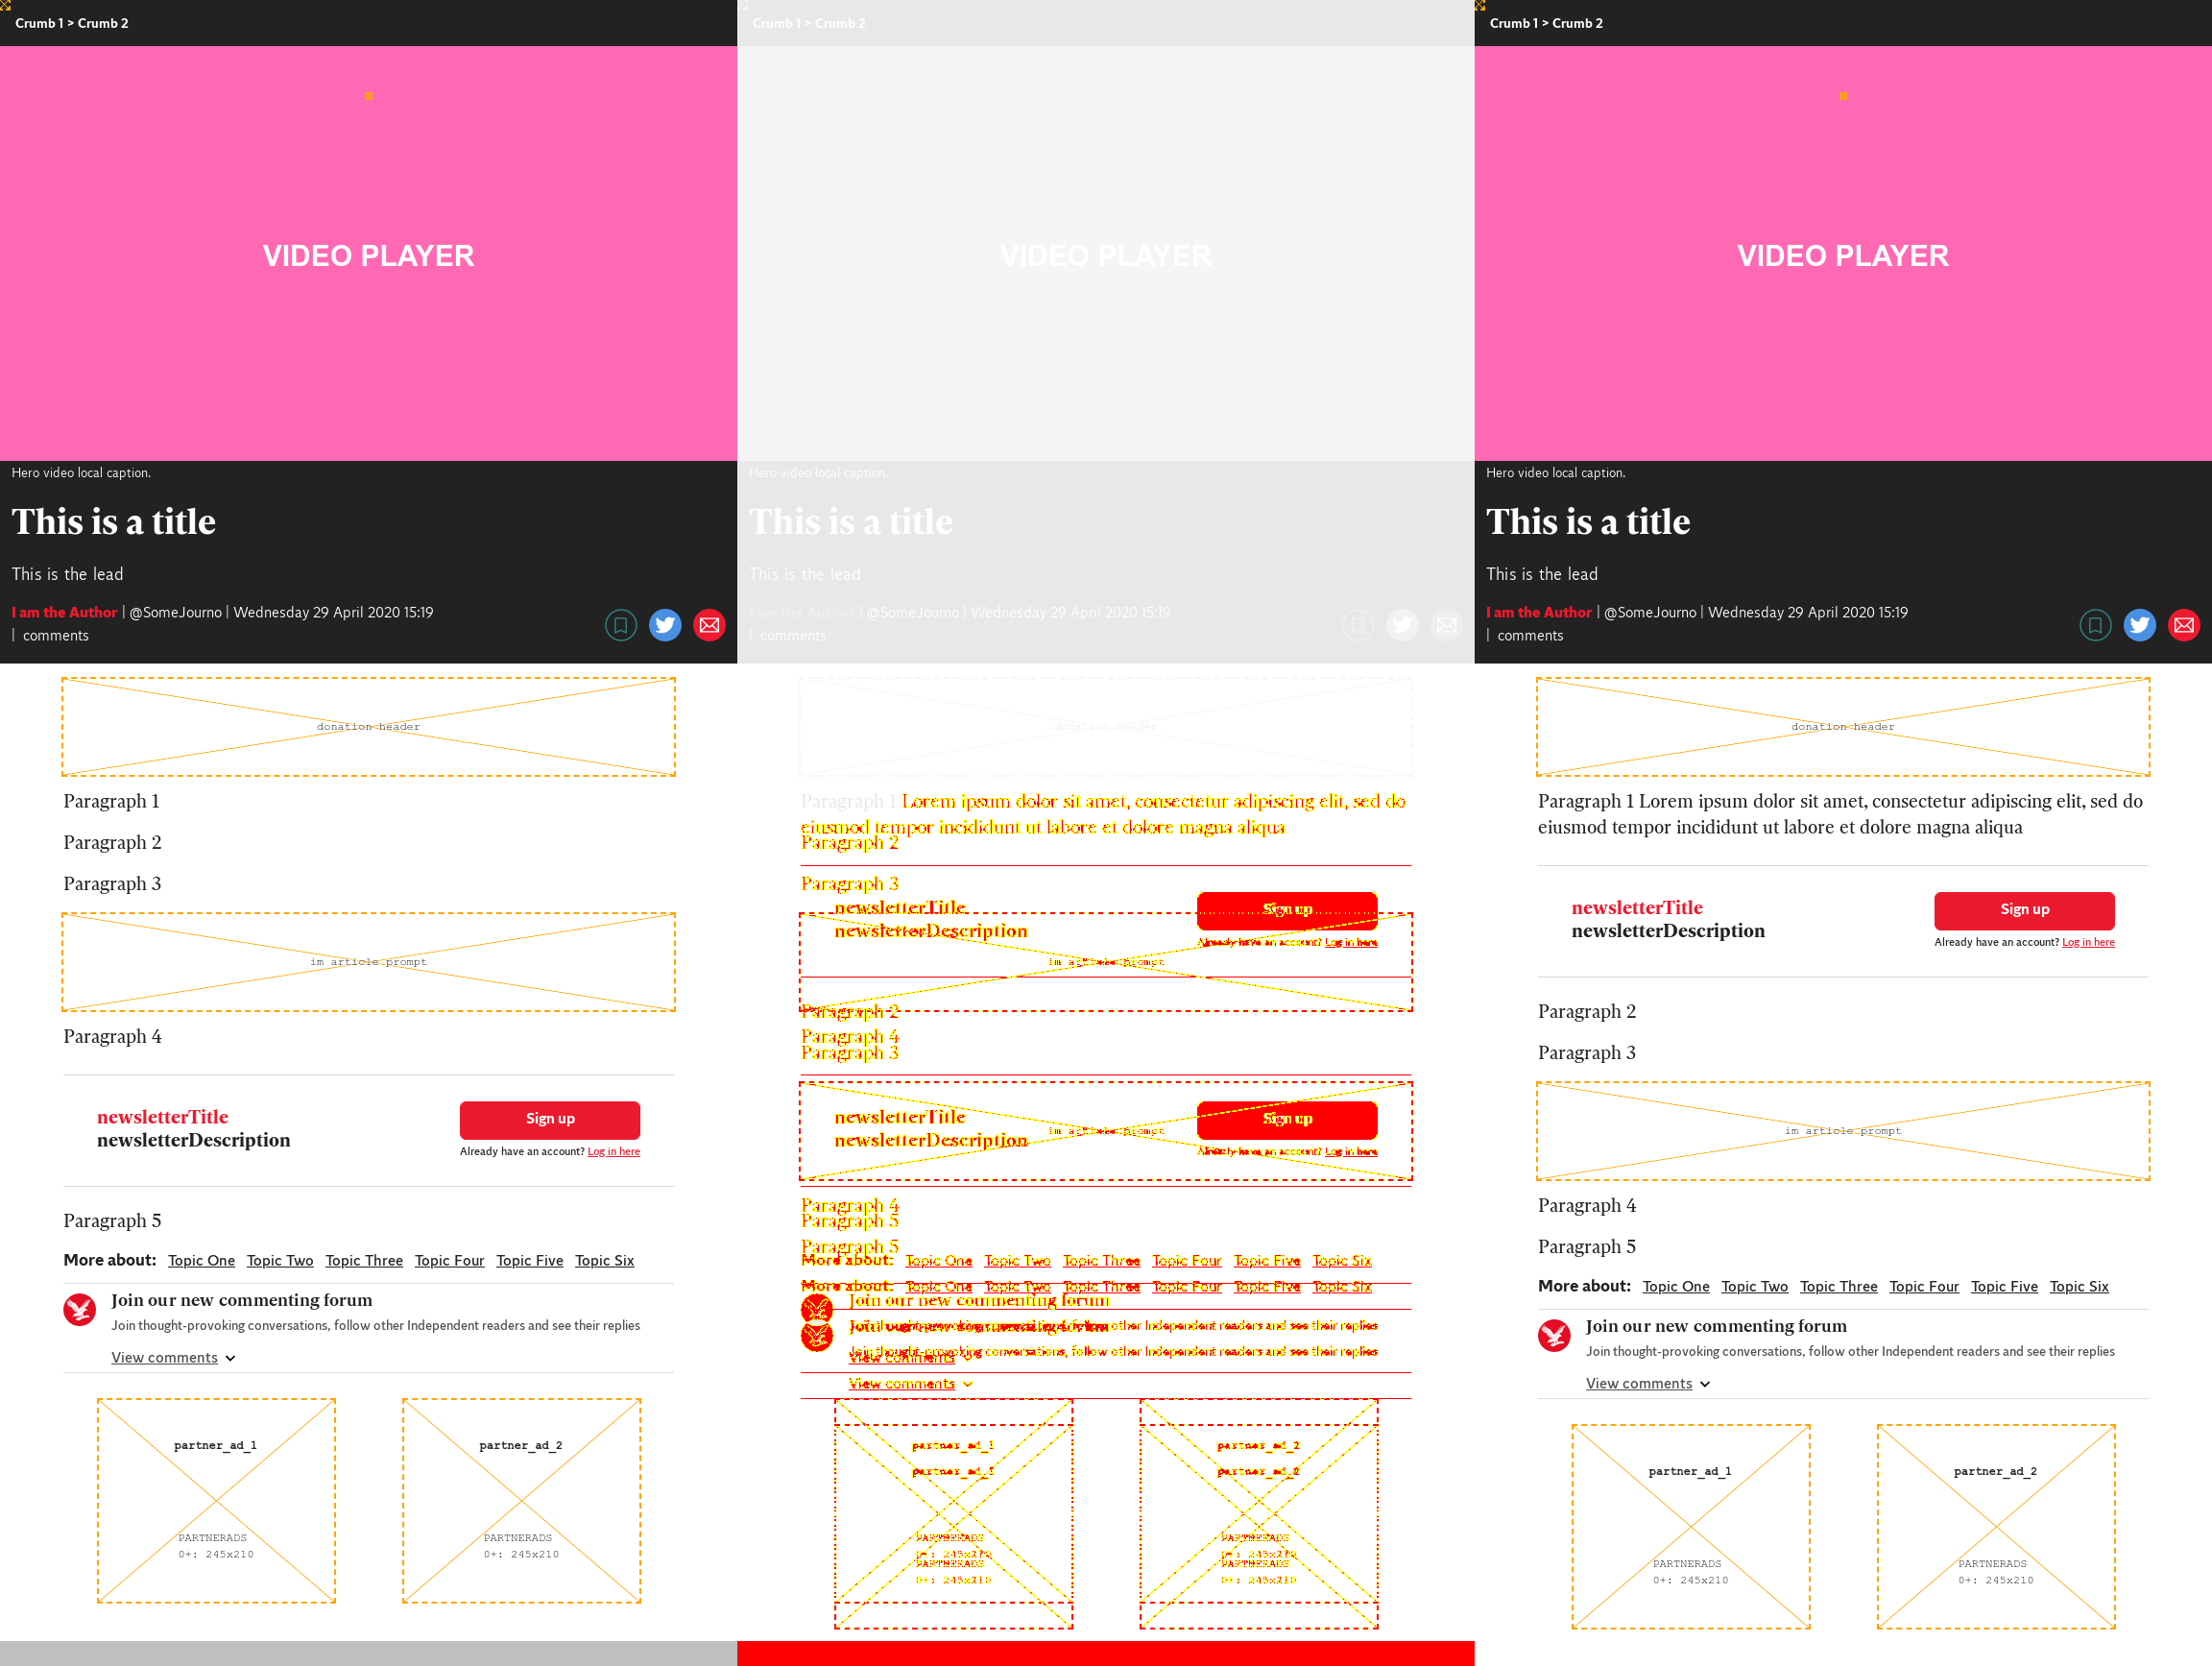 Crumb 1 > Crumb 2
VIDEO PLAYER
Hero video local caption.
This is a title
This is the lead
I am the Author | @SomeJourno | Wednesday 29 April 2020 15:19
| comments
donation header
Paragraph 1
Paragraph 2
Paragraph 3
im article prompt
Paragraph 4
newsletterTitle
newsletterDescription
Sign up
Already have an account? Log in here
Paragraph 5
More about: Topic One Topic Two Topic Three Topic Four Topic Five Topic Six
Join our new commenting forum
Join thought-provoking conversations, follow other Independent readers and see their replies
View comments
partner_ad_1
PARTNERADS
0+: 245x210
partner_ad_2
PARTNERADS
0+: 245x210
Crumb 1 > Crumb 2
VIDEO PLAYER
Hero video local caption.
This is a title
This is the lead
I am the Author | @SomeJourno | Wednesday 29 April 2020 15:19
| comments
donation header
Paragraph 1 Lorem ipsum dolor sit amet, consectetur adipiscing elit, sed do
eiusmod tempor incididunt ut labore et dolore magna aliqua
Paragraph 2
Paragraph 3
newsletterTitle
newsletterDescription
Sign up
Already have an account? Log in here
im article prompt
Paragraph 2
Paragraph 4
Paragraph 3
newsletterTitle
newsletterDescription
im article prompt
Sign up
Already have an account? Log in here
Paragraph 4
Paragraph 5
Paragraph 5
More about: Topic One Topic Two Topic Three Topic Four Topic Five Topic Six
More about: Topic One Topic Two Topic Three Topic Four Topic Five Topic Six
Join our new commenting forum
Join our new commenting forum
Join thought-provoking conversations, follow other Independent readers and see their replies
Join thought-provoking conversations, follow other Independent readers and see their replies
View comments
View comments
partner_ad_1
partner_ad_1
PARTNERADS
0+: 245x210
PARTNERADS
0+: 245x210
partner_ad_2
partner_ad_2
PARTNERADS
0+: 245x210
PARTNERADS
0+: 245x210
Crumb 1 > Crumb 2
VIDEO PLAYER
Hero video local caption.
This is a title
This is the lead
I am the Author | @SomeJourno | Wednesday 29 April 2020 15:19
| comments
donation header
Paragraph 1 Lorem ipsum dolor sit amet, consectetur adipiscing elit, sed do
eiusmod tempor incididunt ut labore et dolore magna aliqua
newsletterTitle
newsletterDescription
Sign up
Already have an account? Log in here
Paragraph 2
Paragraph 3
im article prompt
Paragraph 4
Paragraph 5
More about: Topic One Topic Two Topic Three Topic Four Topic Five Topic Six
Join our new commenting forum
Join thought-provoking conversations, follow other Independent readers and see their replies
View comments
partner_ad_1
PARTNERADS
0+: 245x210
partner_ad_2
PARTNERADS
0+: 245x210